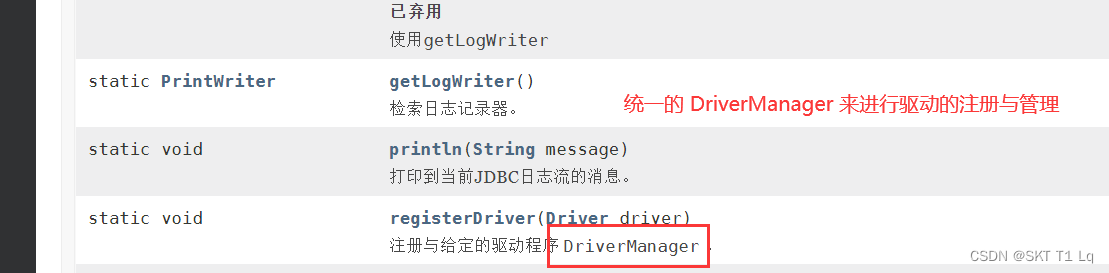 已弃用
使用getLogWriter
static PrintWriter
getLogWriter()
检索日志记录器。
统一的 DriverManager 来进行驱动的注册与管理
static void
println(String message)
打印到当前JDBC日志流的消息。
static void
registerDriver(Driver driver)
注册与给定的驱动程序 DriverManager 。
CSDN @SKT T1 Lq